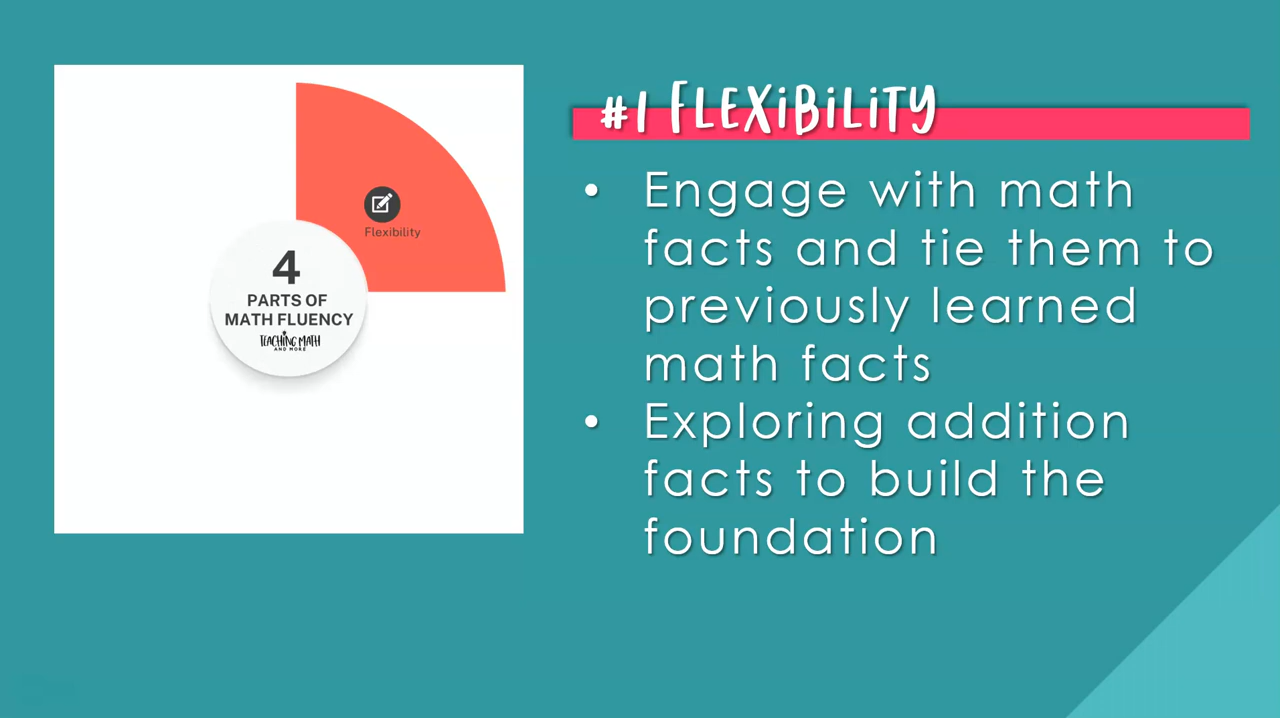 Flexibility
4
PARTS OF
MATH FLUENCY
TEACHING MATH
AND MORE
#1 FLEXiBiLiTY
• Engage with math
facts and tie them to
previously learned
math facts
• Exploring addition
facts to build the
foundation